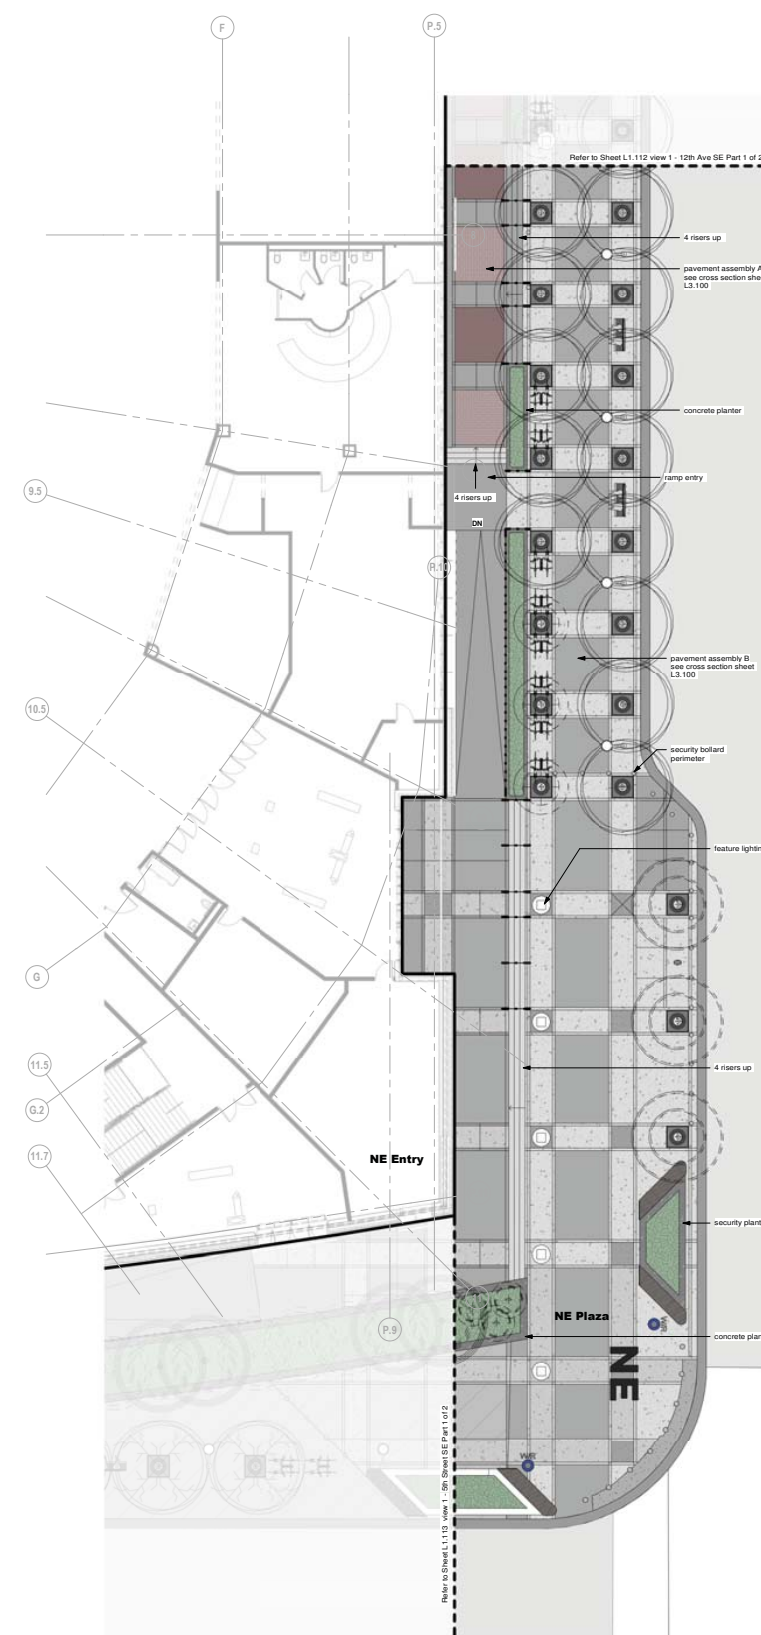 F
P.5
Refer to Sheet L1.112 view 1 - 12th Ave SE Part 1 of 2
4 risers up
pavement assembly A
see cross section she
L3.100
concrete planter
ramp entry
9.5
4 risers up
DN
R.10
pavement assembly B
see cross section sheet
L3.100
10.5
security bollard
perimeter
feature lightin
G
11.5
4 risers up
G.2
11.7
NE Entry
security plant
NE Plaza
W/R
P.9
concrete plan
NE
Refer to Sheet L1.113 view 1 - 5th Street SE Part 1 of 2
W/R